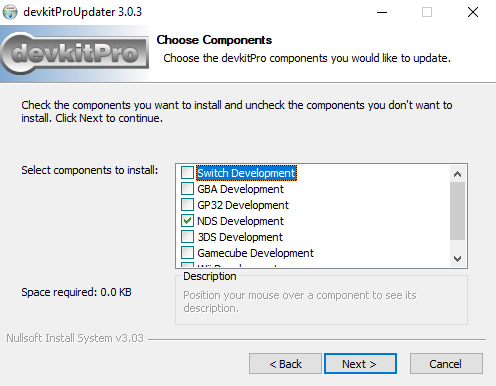 devkitProUpdater 3.0.3
devkitPro
Choose Components
Choose the devkitPro components you would like to update.
Check the components you want to install and uncheck the components you don't want to
install. Click Next to continue.
Select components to install:
Switch Development
GBA Development
GP32 Development
NDS Development
3DS Development
Gamecube Development
Space required: 0.0 KB
Description
Position your mouse over a component to see its
description.
Nullsoft Install System v3.03
< Back
Next >
Cancel